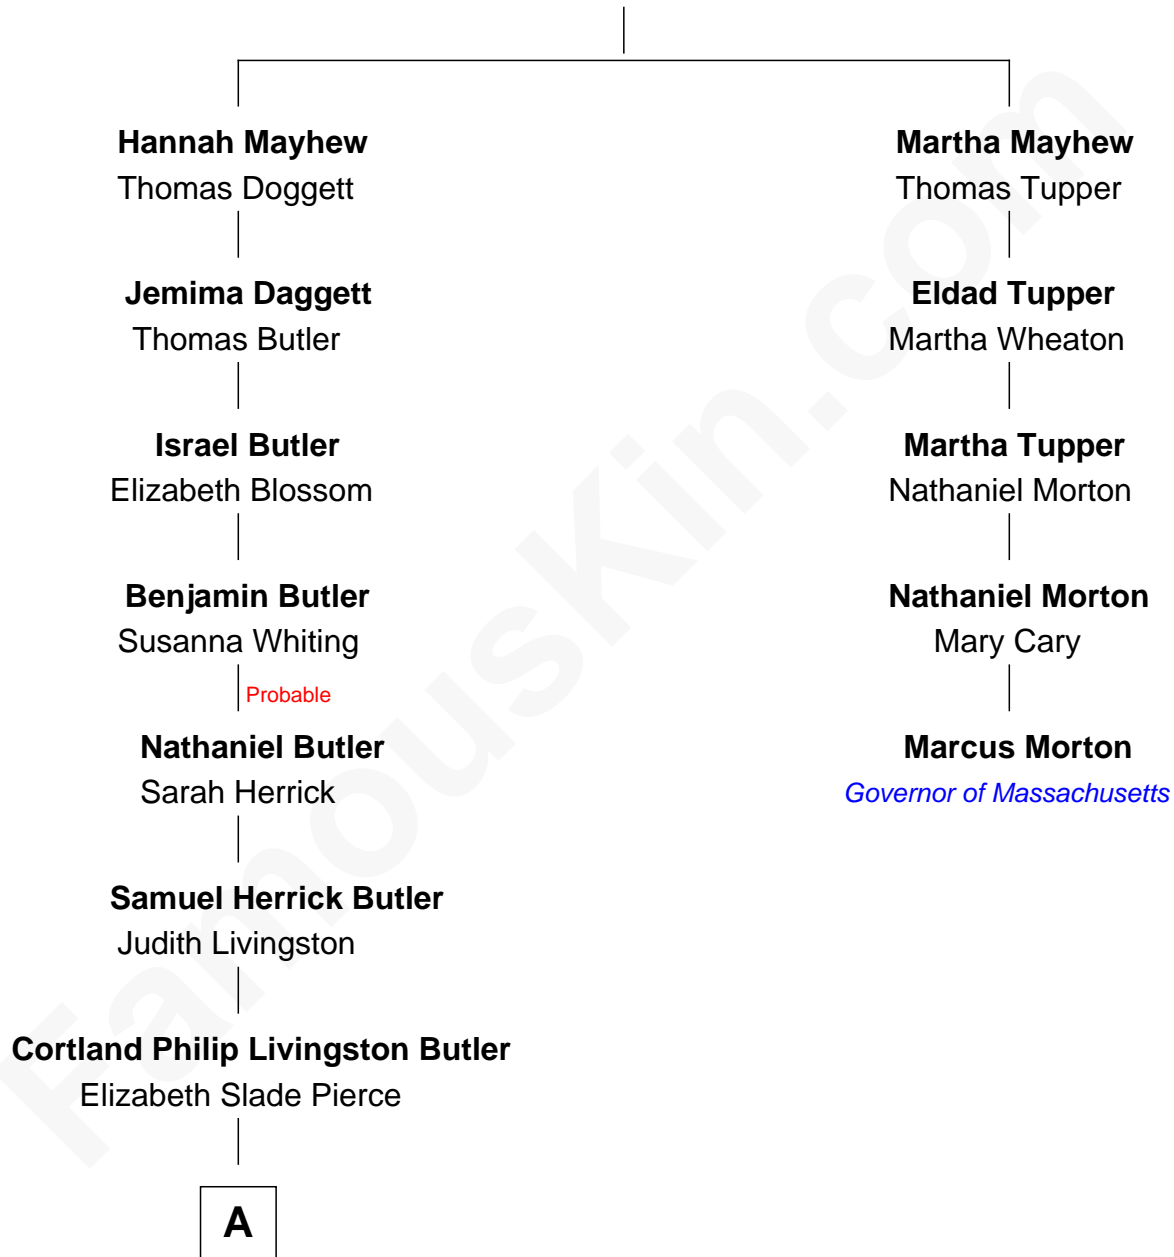 Hannah Mayhew
Thomas Doggett
Jemima Daggett
Thomas Butler
Israel Butler
Elizabeth Blossom
Benjamin Butler
Susanna Whiting
Probable
Nathaniel Butler
Sarah Herrick
Samuel Herrick Butler
Judith Livingston
Cortland Philip Livingston Butler
Elizabeth Slade Pierce
A
Martha Mayhew
Thomas Tupper
Eldad Tupper
Martha Wheaton
Martha Tupper
Nathaniel Morton
Nathaniel Morton
Mary Cary
Marcus Morton
Governor of Massachusetts
FamousKin.com